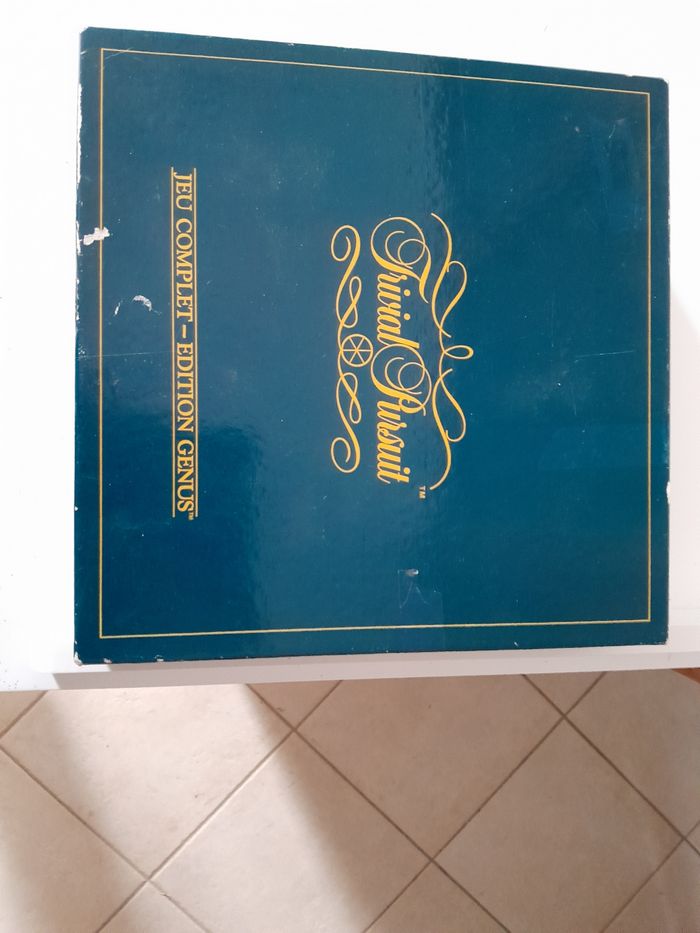 Trivial Pursuit™
JEU COMPLET – EDITION GENUS™